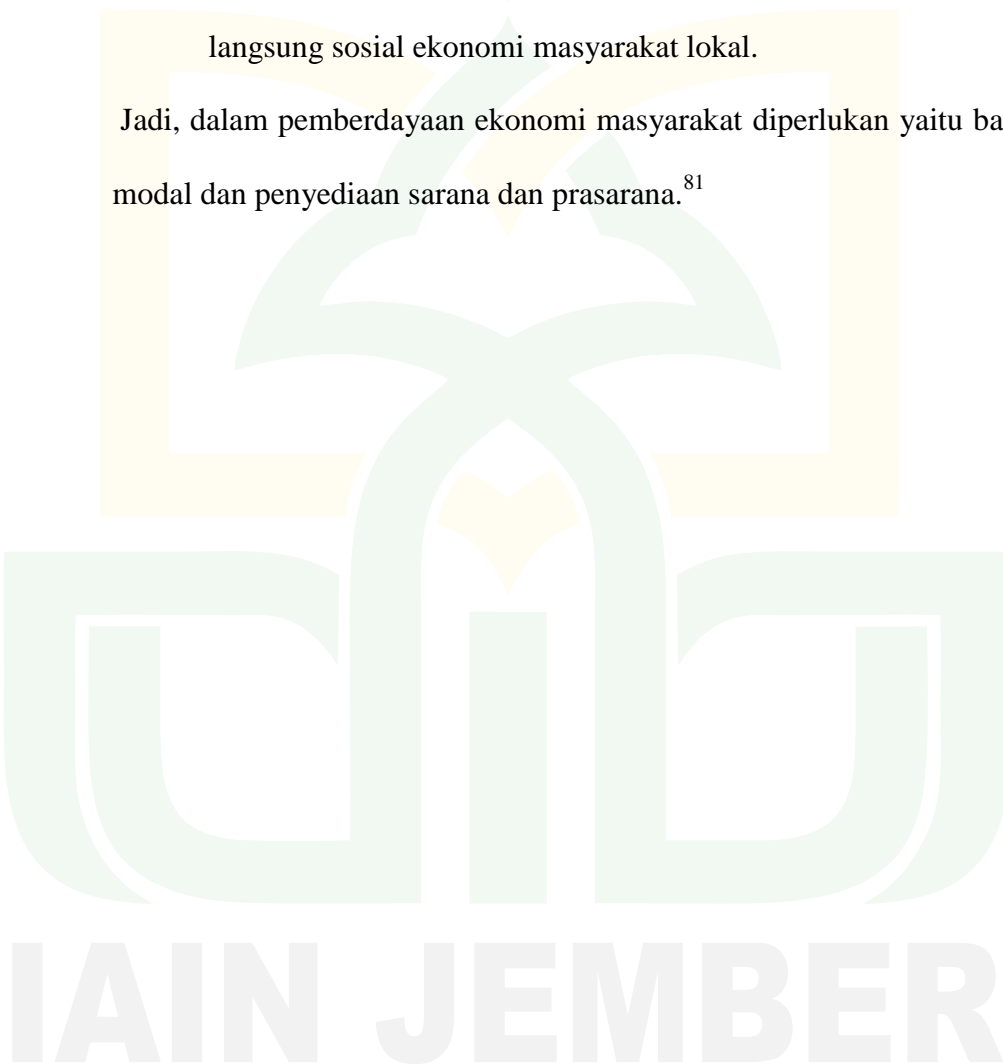 langsung sosial ekonomi masyarakat lokal.
Jadi, dalam pemberdayaan ekonomi masyarakat diperlukan yaitu ba
modal dan penyediaan sarana dan prasarana.81
IAIN JEMBER